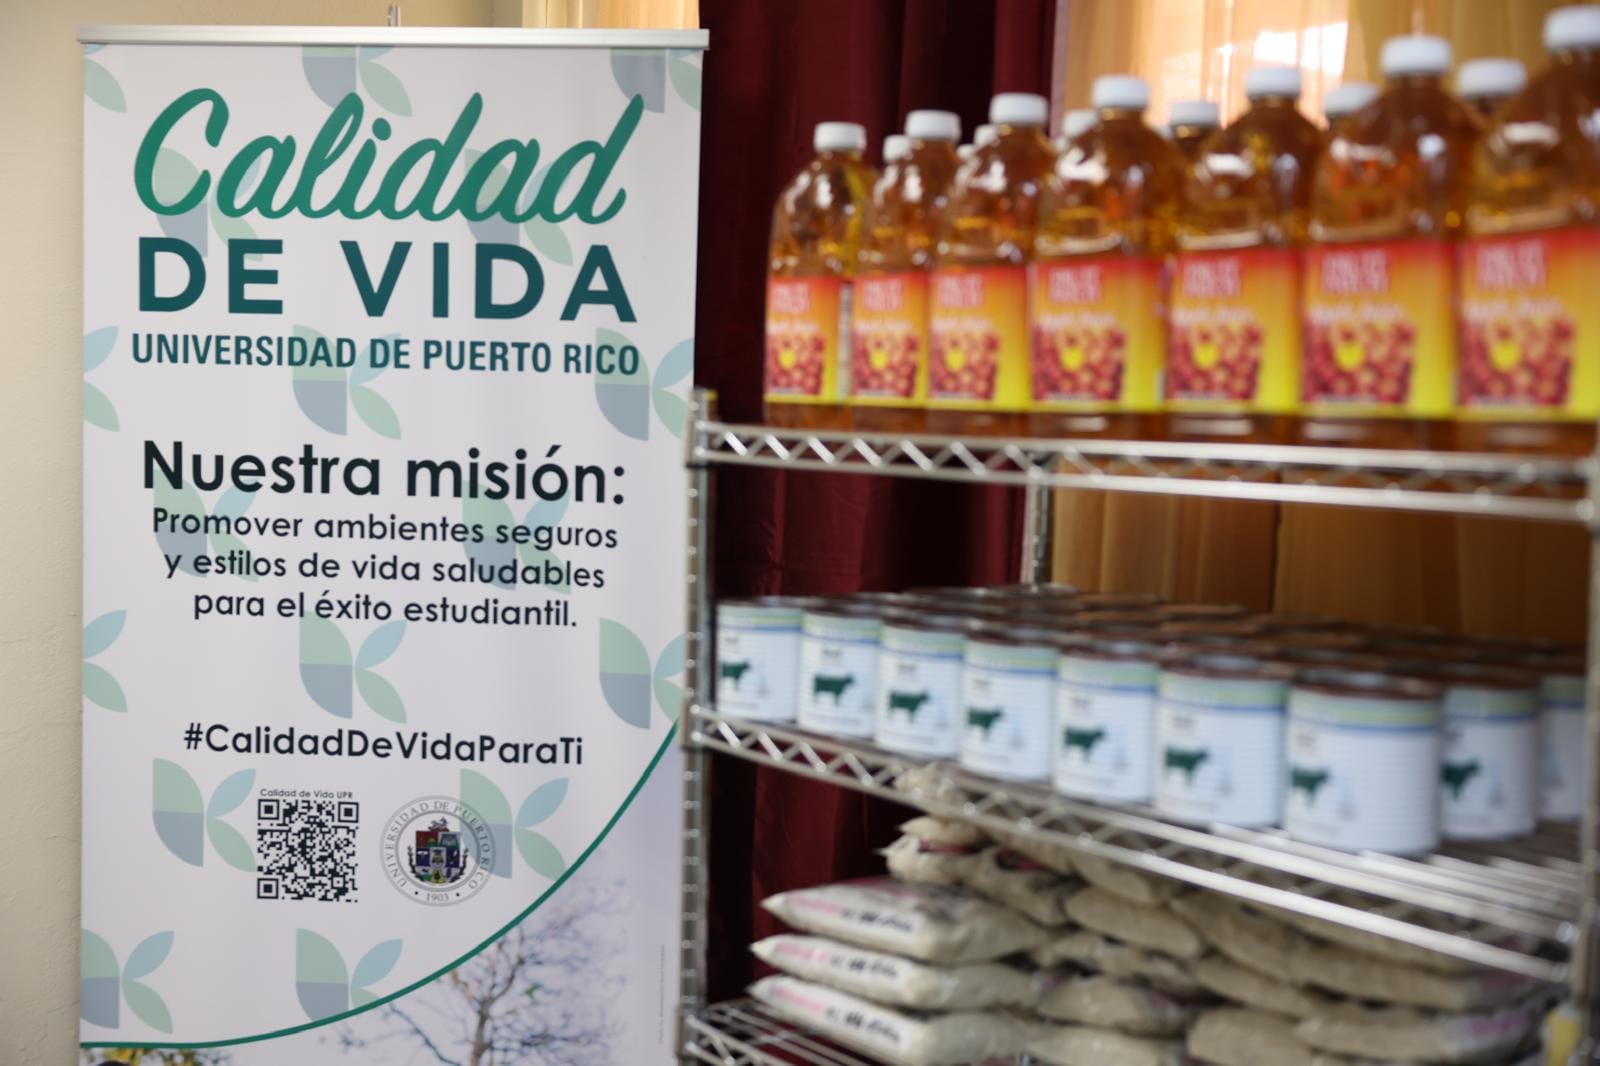 Calidad
DE VIDA
UNIVERSIDAD DE PUERTO RICO
Nuestra misión:
Promover ambientes seguros
y estilos de vida saludables
para el éxito estudiantil.
#CalidadDeVidaParaTi
Calidad de Vida UPR
UNIVERSIDAD DE PUERTO RICO
• 1903 •